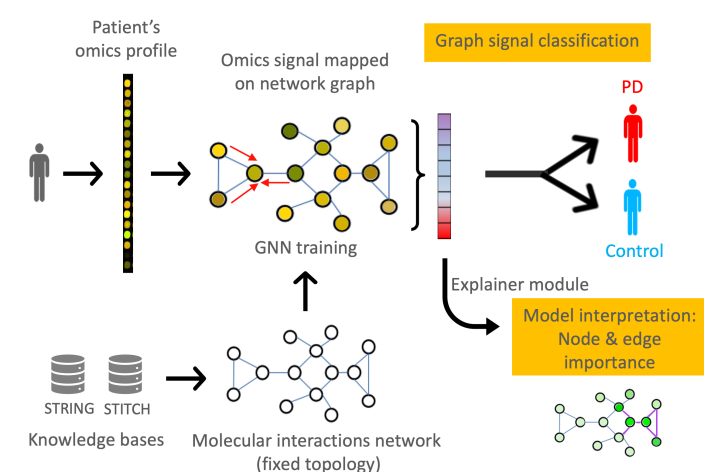 Patient's
omics profile
Omics signal mapped
on network graph
Graph signal classification
PD
Control
GNN training
Explainer module
Model interpretation:
Node & edge
importance
STRING
STITCH
Knowledge bases
Molecular interactions network
(fixed topology)